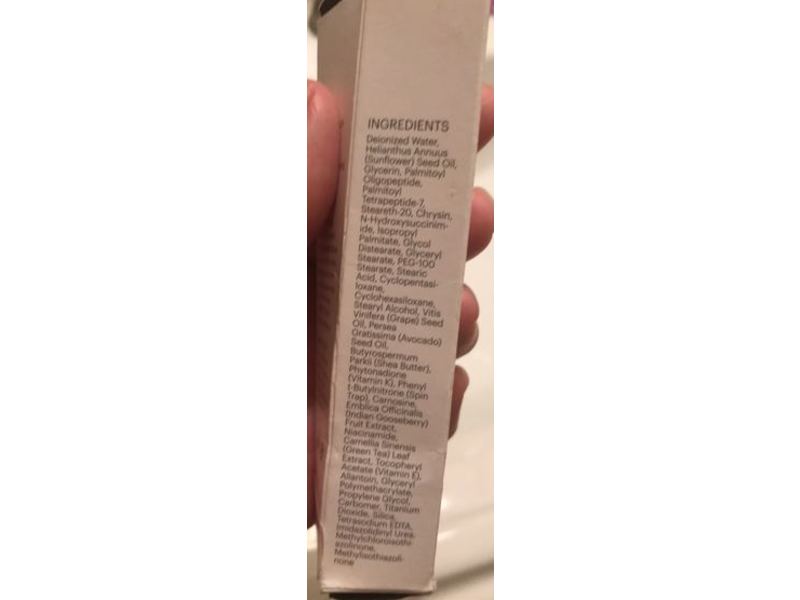 INGREDIENTS
Deionized Water,
Helianthus Annuus
(Sunflower) Seed Oil,
Glycerin, Palmitoyl
Oligopeptide,
Palmitoyl
Tetrapeptide-7,
Steareth-20, Chrysin,
N-Hydroxysuccinim-
ide, Isopropyl
Palmitate, Glycol
Distearate, Glyceryl
Stearate, PEG-100
Stearate, Stearic
Acid, Cyclopentasi-
loxane,
Cyclohexasiloxane,
Stearyl Alcohol, Vitis
Vinifera (Grape) Seed
Oil, Persea
Gratissima (Avocado)
Seed Oil,
Butyrospermum
Parkii (Shea Butter),
Phytonadione
(Vitamin K), Phenyl
t-Butylnitrone (Spin
Trap), Carnosine,
Emblica Officinalis
(Indian Gooseberry)
Fruit Extract,
Niacinamide,
Camellia Sinensis
(Green Tea) Leaf
Extract, Tocopheryl
Acetate (Vitamin E),
Allantoin, Glyceryl
Polymethacrylate,
Propylene Glycol,
Carbomer, Titanium
Dioxide, Silica,
Tetrasodium EDTA,
Imidazolidinyl Urea,
Methylchloroisothi-
azolinone,
Methylisothiazoli-
none